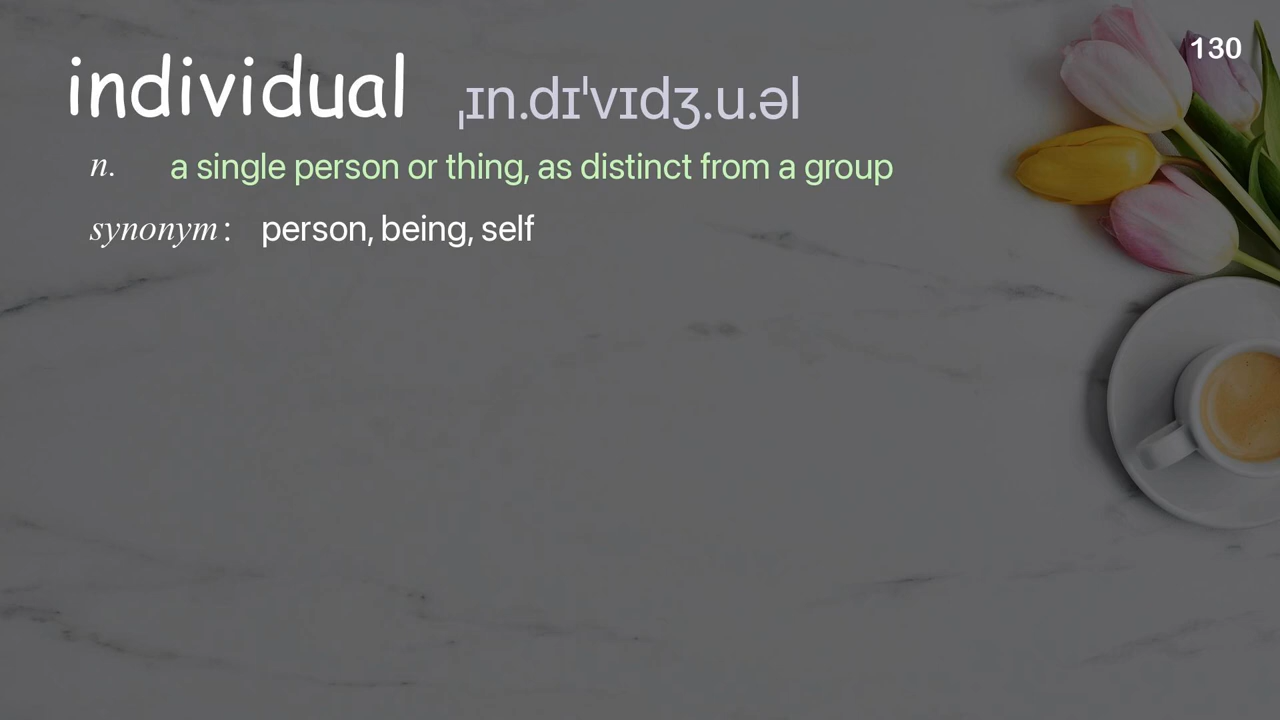 130
individual ˌɪn.dɪˈvɪdʒ.u.əl
n. a single person or thing, as distinct from a group
synonym: person, being, self